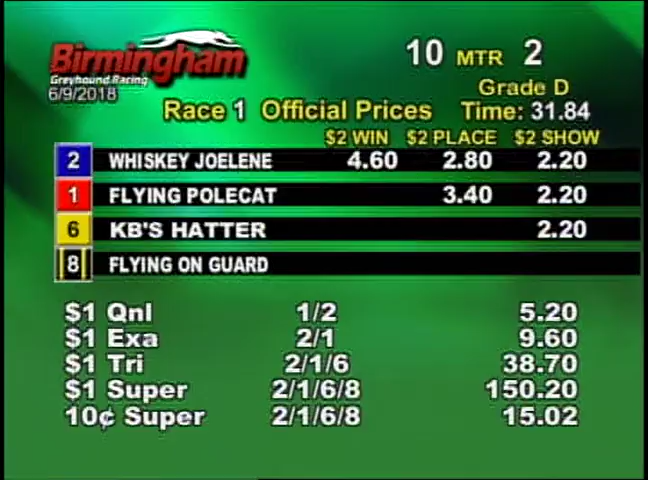 Birmingham
Greyhound Racing
6/9/2018
10 MTR 2
Grade D
Race 1 Official Prices Time: 31.84
$2 WIN $2 PLACE $2 SHOW
2 WHISKEY JOELENE 4.60 2.80 2.20
1 FLYING POLECAT 3.40 2.20
6 KB'S HATTER 2.20
8 FLYING ON GUARD
$1 Qnl 1/2 5.20
$1 Exa 2/1 9.60
$1 Tri 2/1/6 38.70
$1 Super 2/1/6/8 150.20
10¢ Super 2/1/6/8 15.02